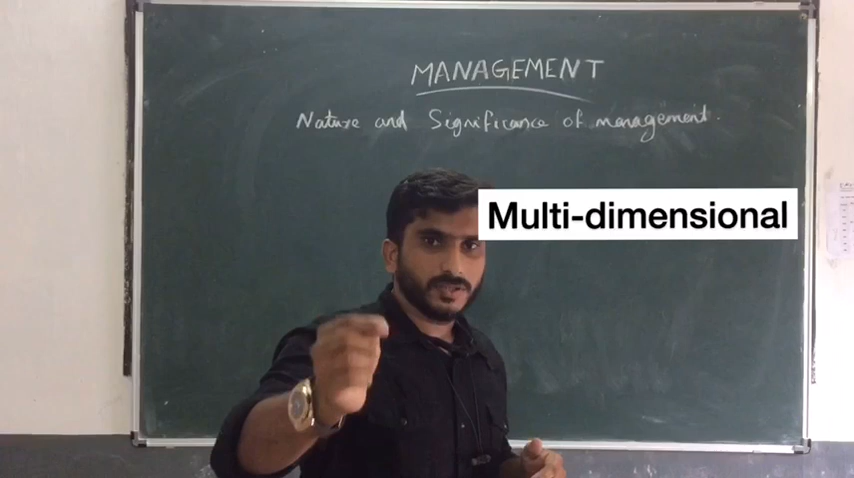 MANAGEMENT
Nature and Significance of management.
Multi-dimensional